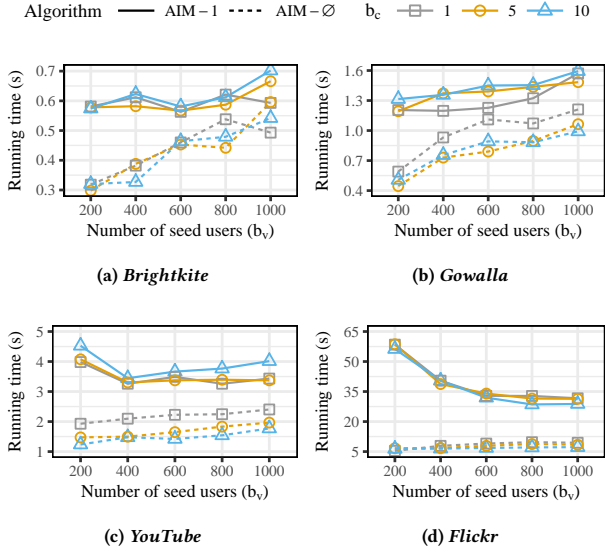 Algorithm AIM − 1 AIM − ∅ b_c 1 5 10
Running time (s)
0.7
0.6
0.5
0.4
0.3
200 400 600 800 1000
Number of seed users (b_v)
(a) Brightkite
Running time (s)
1.6
1.3
1.0
0.7
0.4
200 400 600 800 1000
Number of seed users (b_v)
(b) Gowalla
Running time (s)
5
4
3
2
1
200 400 600 800 1000
Number of seed users (b_v)
(c) YouTube
Running time (s)
65
50
35
20
5
200 400 600 800 1000
Number of seed users (b_v)
(d) Flickr